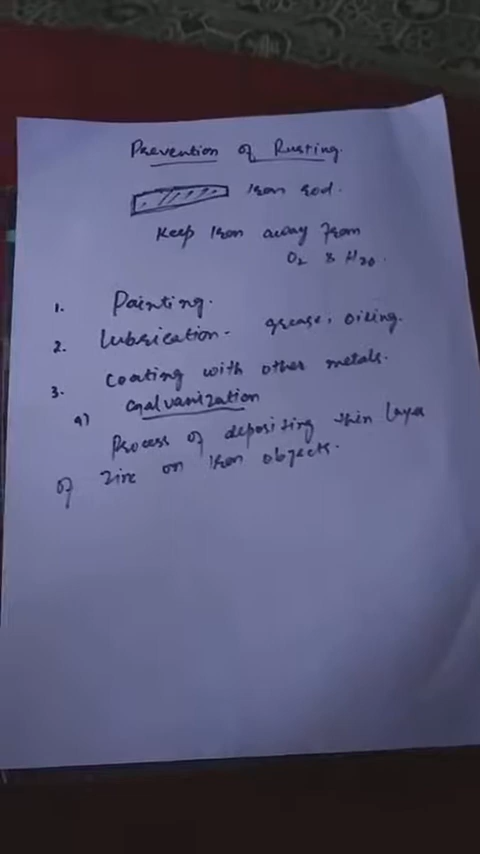 Prevention of Rusting.
Iron rod.
Keep Iron away from
O₂ & H₂O.
1. Painting.
2. Lubrication - grease, oiling.
3. coating with other metals.
a) Galvanization
Process of depositing thin layer
of zinc on Iron objects.